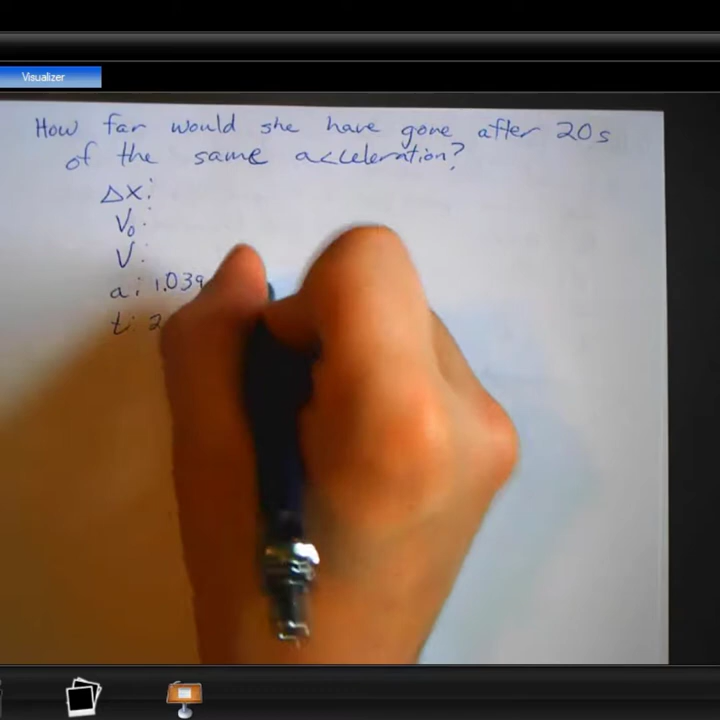 Visualizer
How far would she have gone after 20s
of the same acceleration?
Δx:
V₀:
V:
a: 1.039
t: 2